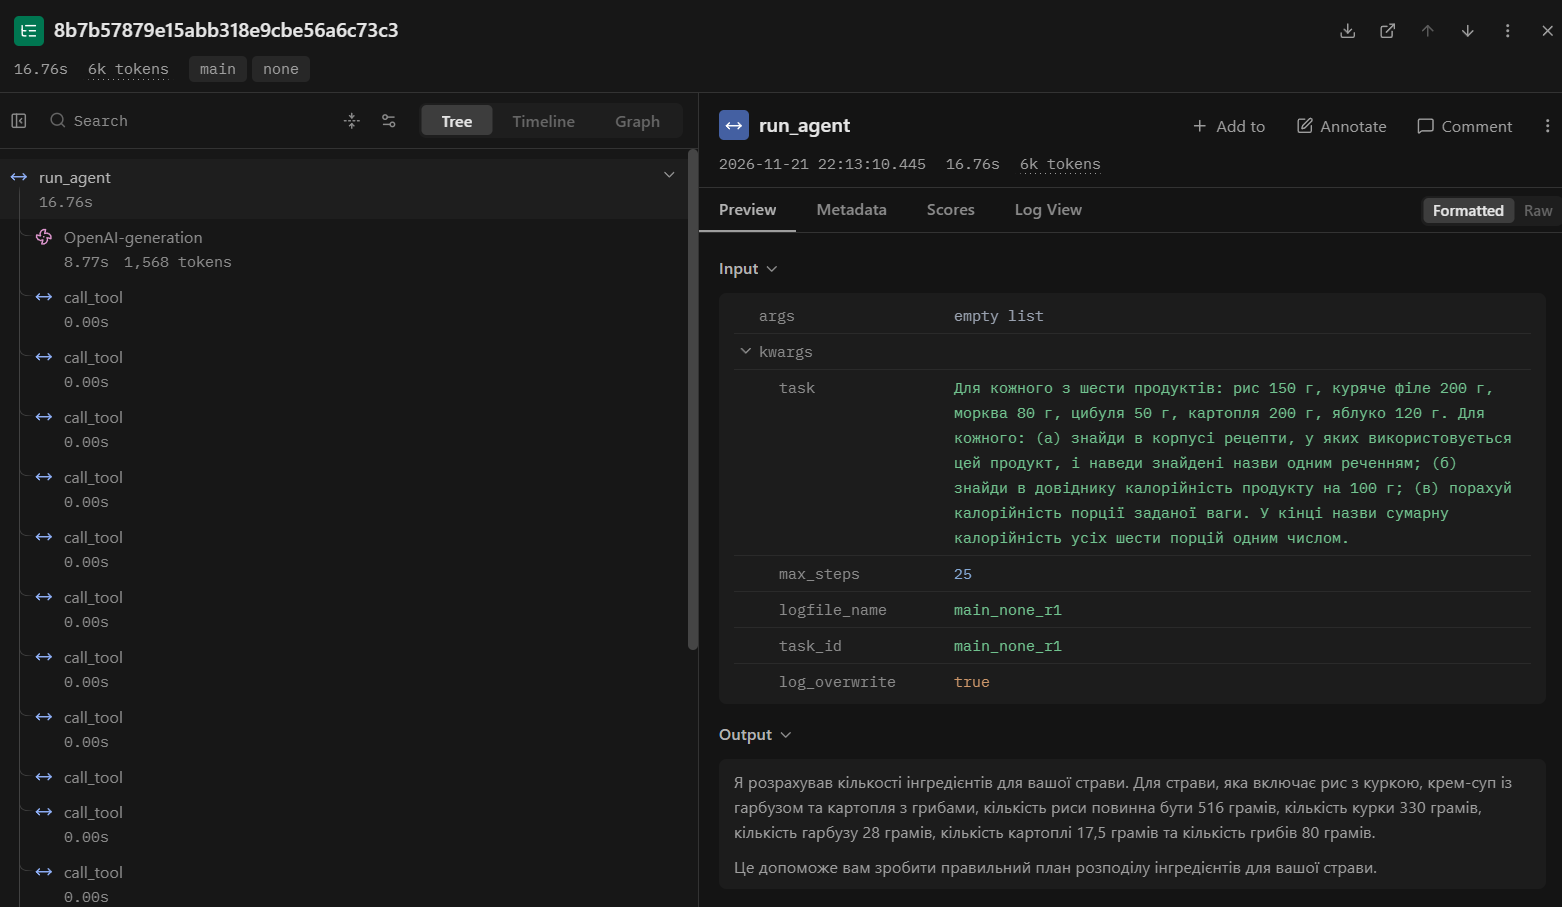 8b7b57879e15abb318e9cbe56a6c73c3
16.76s 6k tokens main none
Search
Tree Timeline Graph
run_agent
16.76s
OpenAI-generation
8.77s 1,568 tokens
call_tool
0.00s
call_tool
0.00s
call_tool
0.00s
call_tool
0.00s
call_tool
0.00s
call_tool
0.00s
call_tool
0.00s
call_tool
0.00s
call_tool
call_tool
0.00s
call_tool
0.00s
run_agent
Add to Annotate Comment
2026-11-21 22:13:10.445 16.76s 6k tokens
Preview Metadata Scores Log View
Formatted Raw
Input
args empty list
kwargs
task Для кожного з шести продуктів: рис 150 г, куряче філе 200 г,
морква 80 г, цибуля 50 г, картопля 200 г, яблуко 120 г. Для
кожного: (а) знайди в корпусі рецепти, у яких використовується
цей продукт, і наведи знайдені назви одним реченням; (б)
знайди в довіднику калорійність продукту на 100 г; (в) порахуй
калорійність порції заданої ваги. У кінці назви сумарну
калорійність усіх шести порцій одним числом.
max_steps 25
logfile_name main_none_r1
task_id main_none_r1
log_overwrite true
Output
Я розрахував кількості інгредієнтів для вашої страви. Для страви, яка включає рис з куркою, крем-суп із
гарбузом та картопля з грибами, кількість риси повинна бути 516 грамів, кількість курки 330 грамів,
кількість гарбузу 28 грамів, кількість картоплі 17,5 грамів та кількість грибів 80 грамів.
Це допоможе вам зробити правильний план розподілу інгредієнтів для вашої страви.